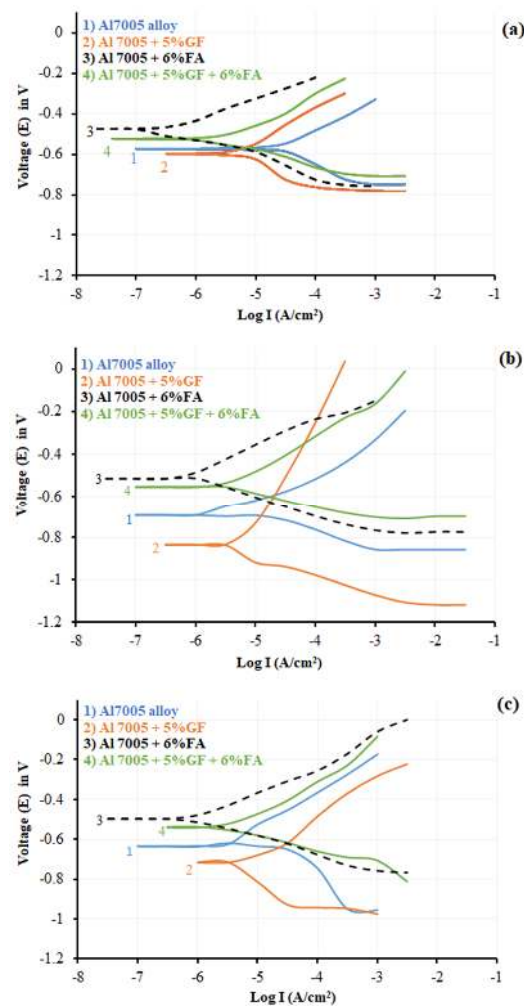 (a)
1) Al7005 alloy
2) Al 7005 + 5%GF
3) Al 7005 + 6%FA
4) Al 7005 + 5%GF + 6%FA
Voltage (E) in V
0
-0.2
-0.4
-0.6
-0.8
-1
-1.2
3
4
1
2
-8 -7 -6 -5 -4 -3 -2 -1
Log I (A/cm²)
(b)
1) Al7005 alloy
2) Al 7005 + 5%GF
3) Al 7005 + 6%FA
4) Al 7005 + 5%GF + 6%FA
Voltage (E) in V
0
-0.2
-0.4
-0.6
-0.8
-1
-1.2
3
4
1
2
-8 -7 -6 -5 -4 -3 -2 -1
Log I (A/cm²)
(c)
1) Al7005 alloy
2) Al 7005 + 5%GF
3) Al 7005 + 6%FA
4) Al 7005 + 5%GF + 6%FA
Voltage (E) in V
0
-0.2
-0.4
-0.6
-0.8
-1
-1.2
3
4
1
2
-8 -7 -6 -5 -4 -3 -2 -1
Log I (A/cm²)